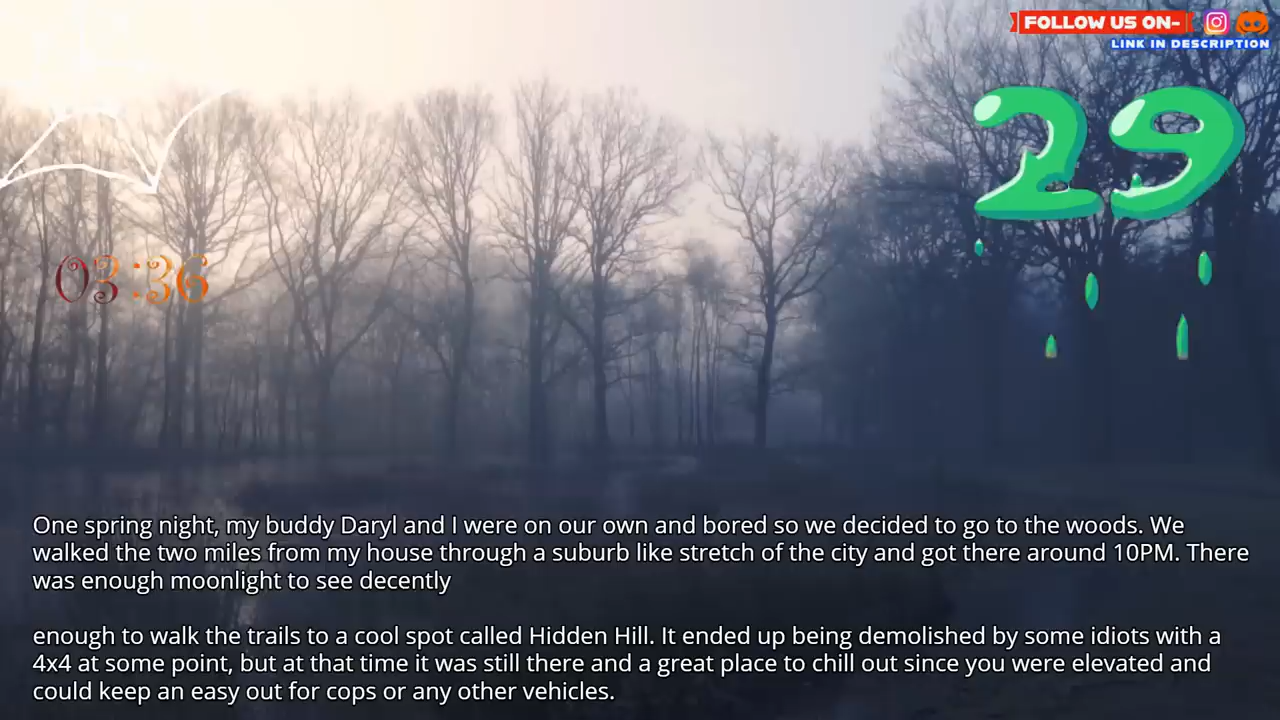 FOLLOW US ON-
LINK IN DESCRIPTION
29
03:36
One spring night, my buddy Daryl and I were on our own and bored so we decided to go to the woods. We
walked the two miles from my house through a suburb like stretch of the city and got there around 10PM. There
was enough moonlight to see decently
enough to walk the trails to a cool spot called Hidden Hill. It ended up being demolished by some idiots with a
4x4 at some point, but at that time it was still there and a great place to chill out since you were elevated and
could keep an easy out for cops or any other vehicles.